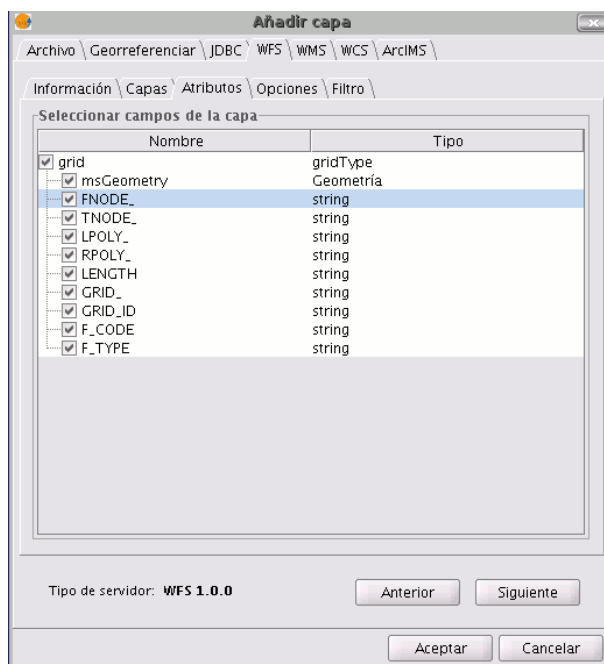 Añadir capa
Archivo Georreferenciar JDBC WFS WMS WCS ArcIMS
Información Capas Atributos Opciones Filtro
Seleccionar campos de la capa
Nombre Tipo
grid gridType
msGeometry Geometría
FNODE_ string
TNODE_ string
LPOLY_ string
RPOLY_ string
LENGTH string
GRID_ string
GRID_ID string
F_CODE string
F_TYPE string
Tipo de servidor: WFS 1.0.0 Anterior Siguiente
Aceptar Cancelar